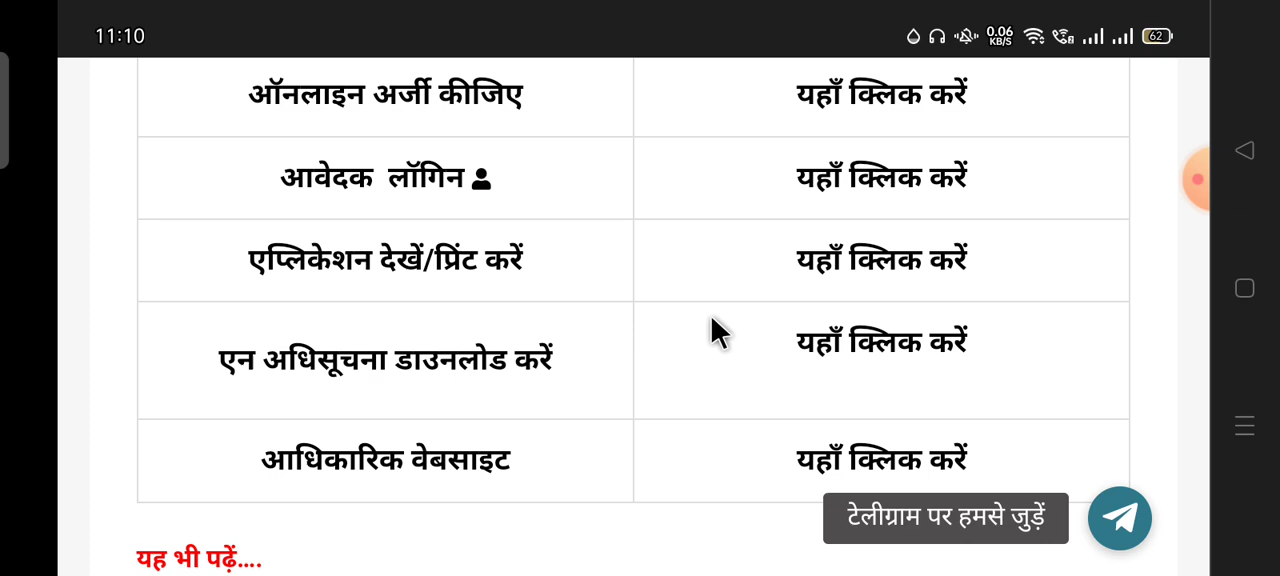 11:10 0.06 KB/S 62
ऑनलाइन अर्जी कीजिए यहाँ क्लिक करें
आवेदक लॉगिन यहाँ क्लिक करें
एप्लिकेशन देखें/प्रिंट करें यहाँ क्लिक करें
एन अधिसूचना डाउनलोड करें यहाँ क्लिक करें
आधिकारिक वेबसाइट यहाँ क्लिक करें
टेलीग्राम पर हमसे जुड़ें
यह भी पढ़ें....